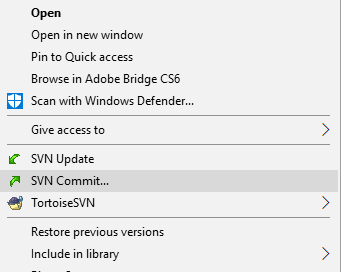 Open
Open in new window
Pin to Quick access
Browse in Adobe Bridge CS6
Scan with Windows Defender...
Give access to
SVN Update
SVN Commit...
TortoiseSVN
Restore previous versions
Include in library